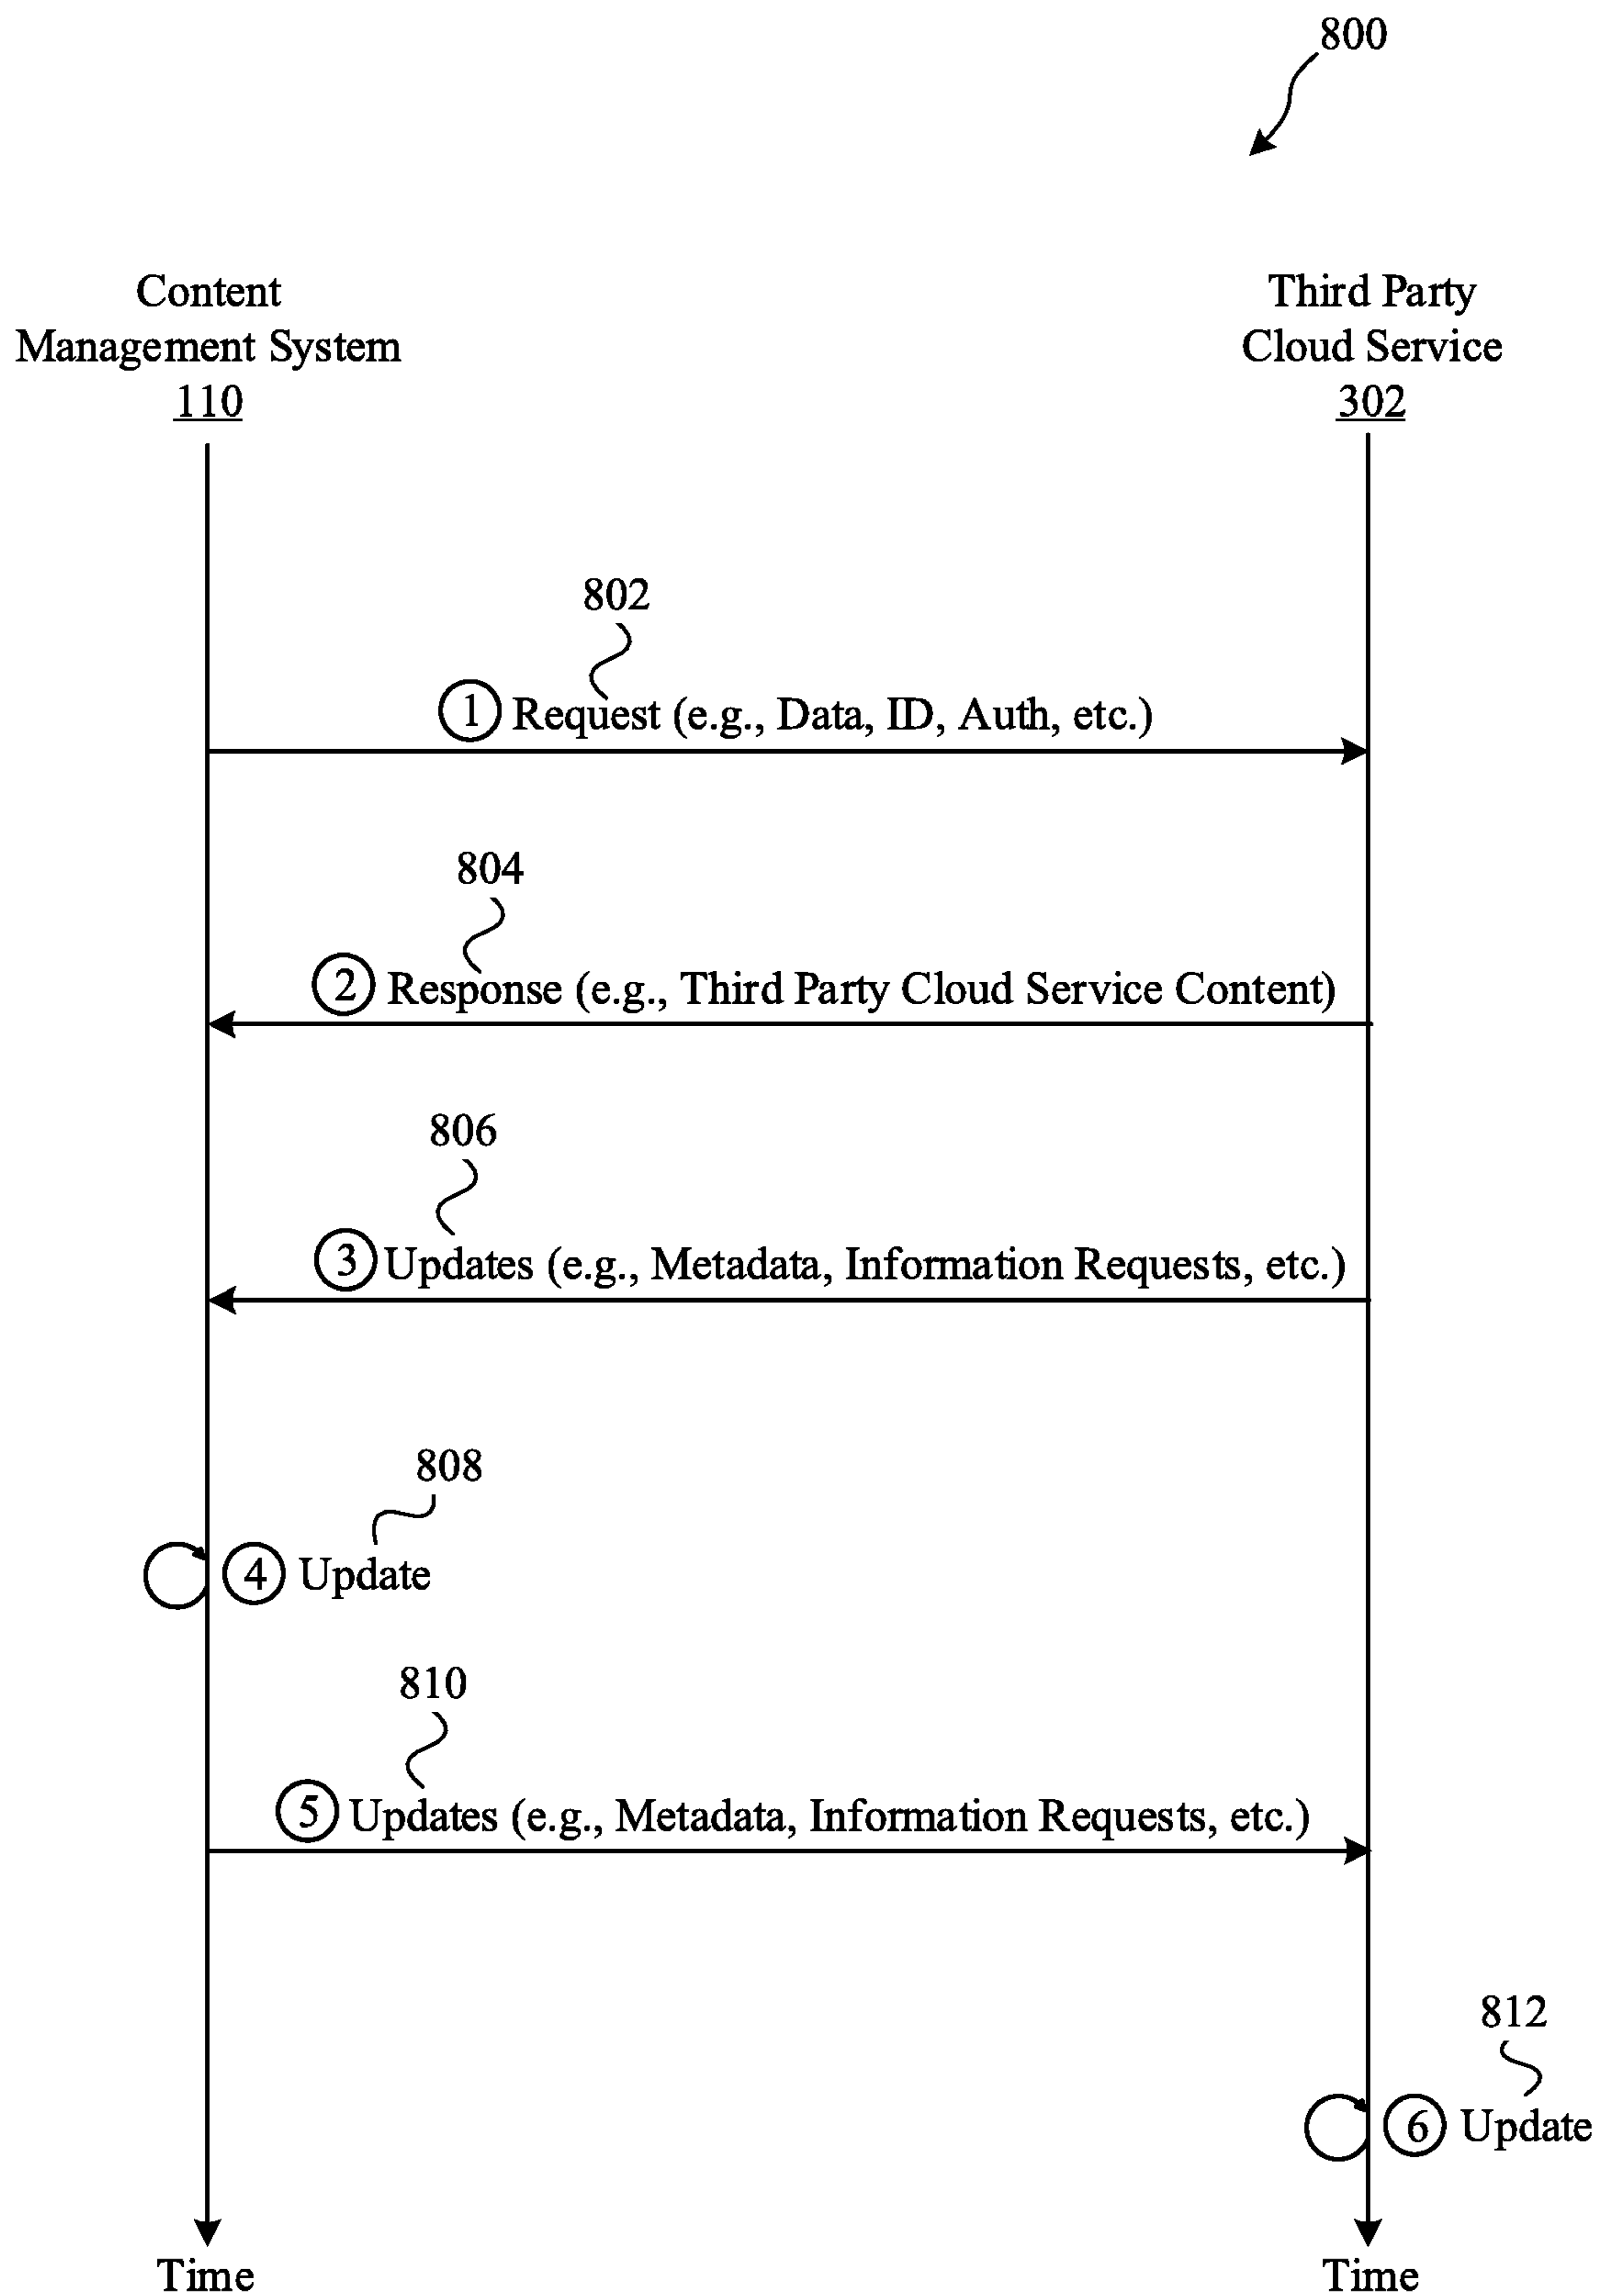 800
Content
Management System
110
Third Party
Cloud Service
302
802
1 Request (e.g., Data, ID, Auth, etc.)
804
2 Response (e.g., Third Party Cloud Service Content)
806
3 Updates (e.g., Metadata, Information Requests, etc.)
808
4 Update
810
5 Updates (e.g., Metadata, Information Requests, etc.)
812
6 Update
Time
Time